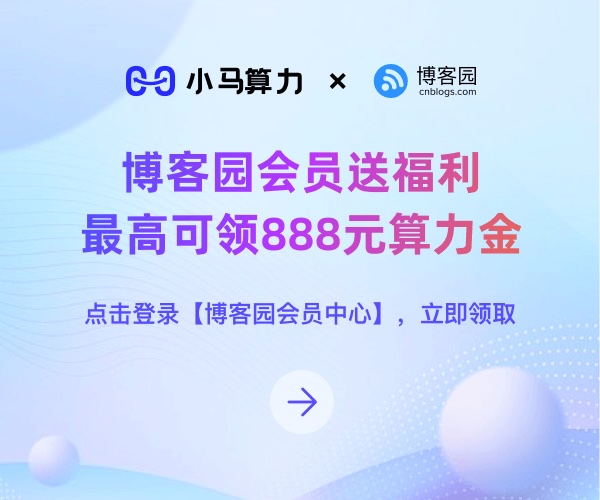 小马算力 × 博客园
cnblogs.com
博客园会员送福利
最高可领888元算力金
点击登录【博客园会员中心】，立即领取